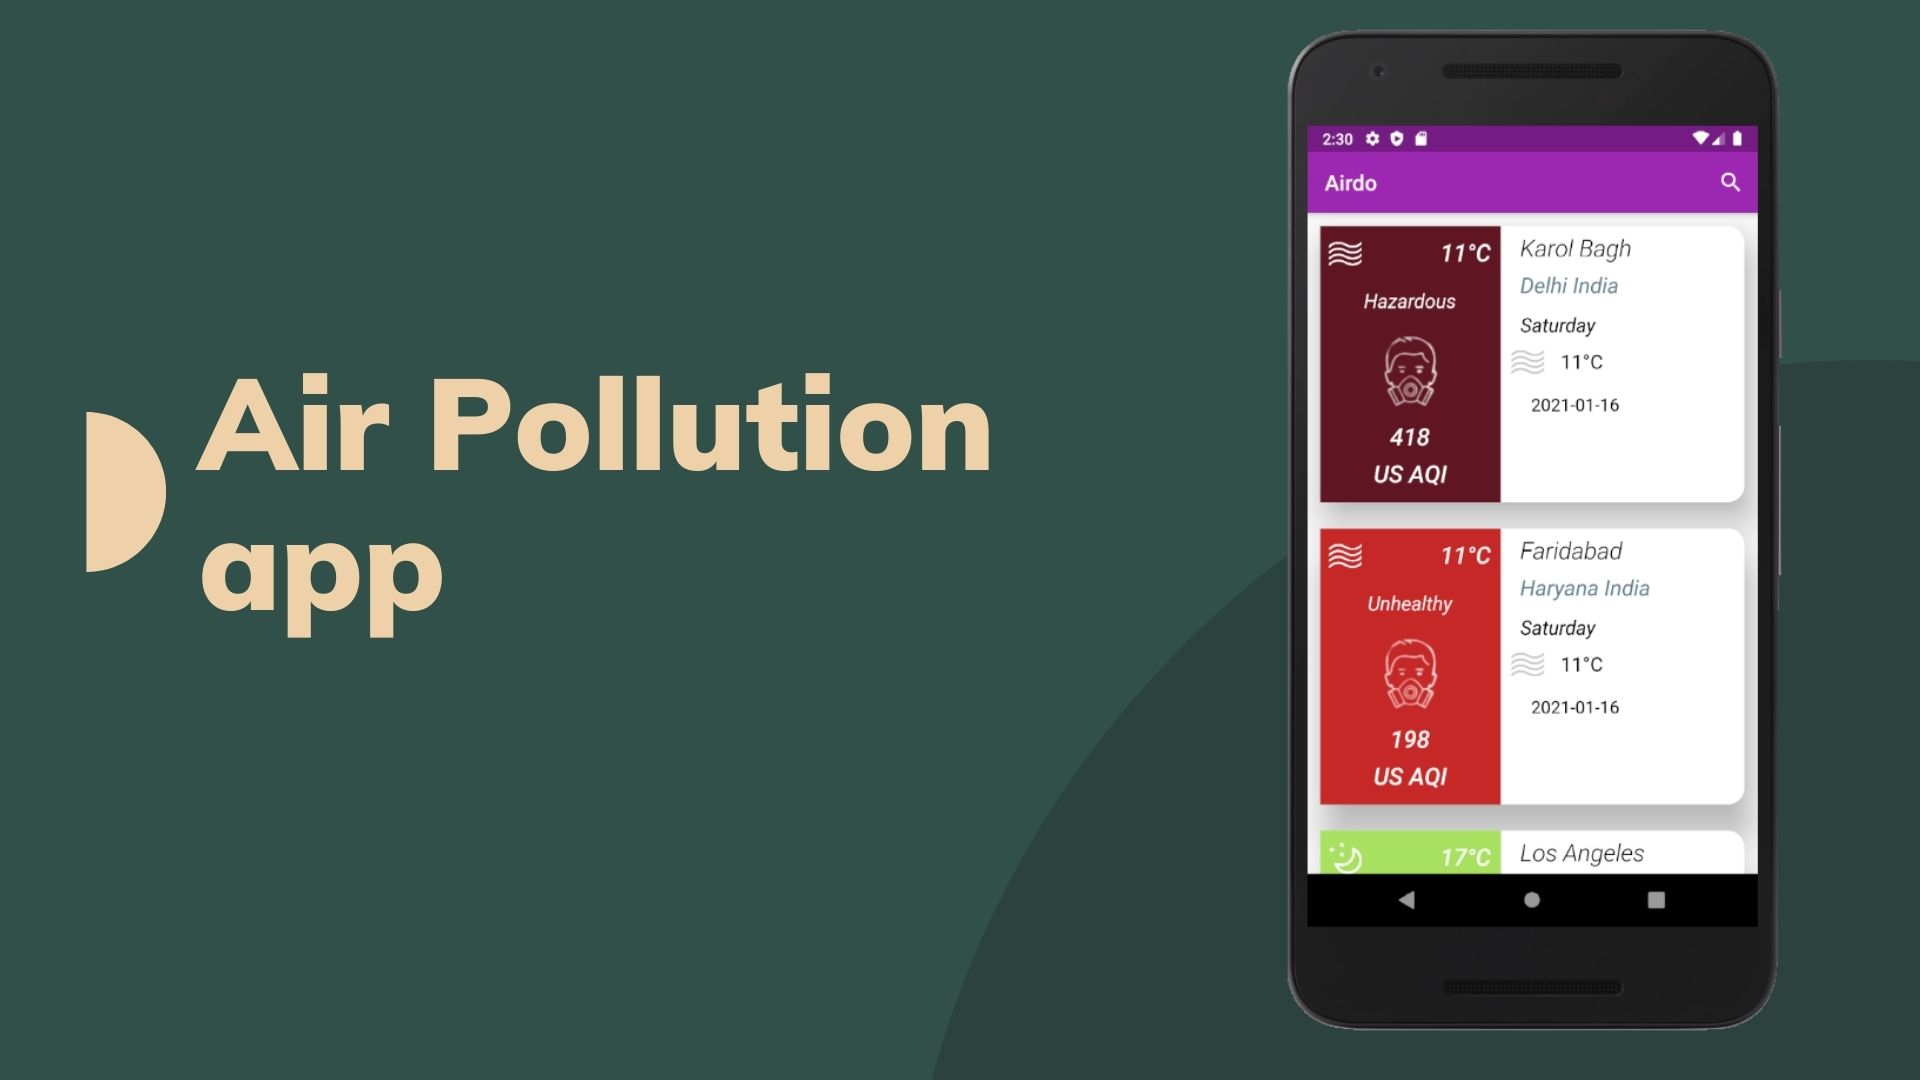 Air Pollution
app
2:30
Airdo
11°C
Hazardous
418
US AQI
Karol Bagh
Delhi India
Saturday
11°C
2021-01-16
11°C
Unhealthy
198
US AQI
Faridabad
Haryana India
Saturday
11°C
2021-01-16
17°C
Los Angeles